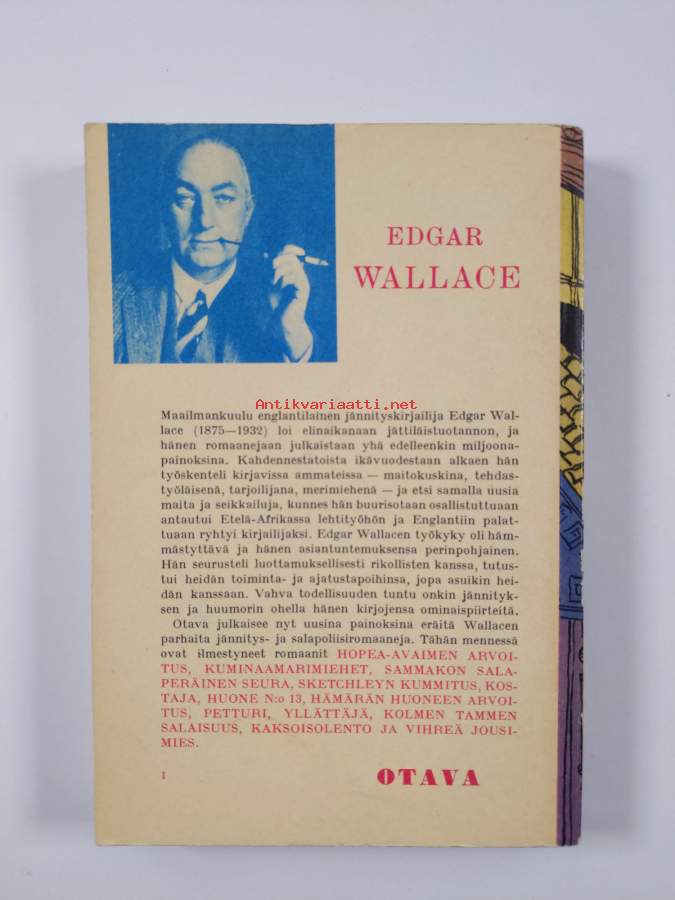 EDGAR
WALLACE
Antikvariaatti.net
Maailmankuulu englantilainen jännityskirjailija Edgar Wal-
lace (1875—1932) loi elinaikanaan jättiläistuotannon, ja
hänen romaanejaan julkaistaan yhä edelleenkin miljoona-
painoksina. Kahdennestatoista ikävuodestaan alkaen hän
työskenteli kirjavissa ammateissa — maitokuskina, tehdas-
työläisenä, tarjoilijana, merimiehenä — ja etsi samalla uusia
maita ja seikkailuja, kunnes hän buurisotaan osallistuttuaan
antautui Etelä-Afrikassa lehtityöhön ja Englantiin palat-
tuaan ryhtyi kirjailijaksi. Edgar Wallacen työkyky oli häm-
mästyttävä ja hänen asiantuntemuksensa perinpohjainen.
Hän seurusteli luottamuksellisesti rikollisten kanssa, tutus-
tui heidän toiminta- ja ajatustapoihinsa, jopa asuikin hei-
dän kanssaan. Vahva todellisuuden tuntu onkin jännityk-
sen ja huumorin ohella hänen kirjojensa ominaispiirteitä.
Otava julkaisee nyt uusina painoksina eräitä Wallacen
parhaita jännitys- ja salapoliisiromaaneja. Tähän mennessä
ovat ilmestyneet romaanit HOPEA-AVAIMEN ARVOI-
TUS, KUMINAAMARIMIEHET, SAMMAKON SALA-
PERÄINEN SEURA, SKETCHLEYN KUMMITUS, KOS-
TAJA, HUONE N:o 13, HÄMÄRÄN HUONEEN ARVOI-
TUS, PETTURI, YLLÄTTÄJÄ, KOLMEN TAMMEN
SALAISUUS, KAKSOISOLENTO JA VIHREÄ JOUSI-
MIES.
1
OTAVA